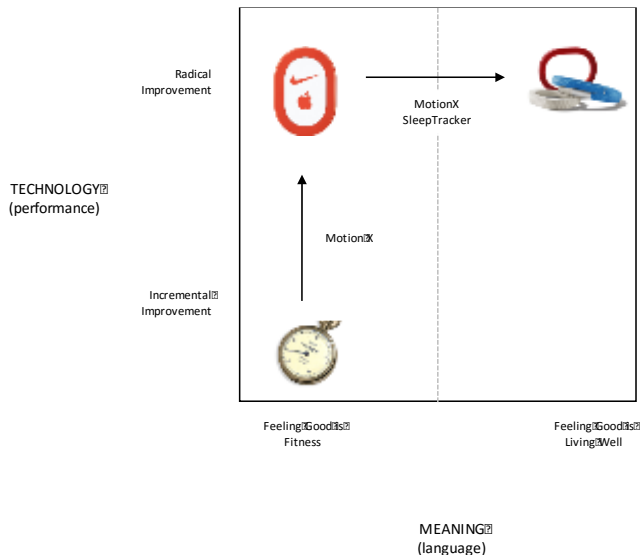 Radical
Improvement
MotionX
SleepTracker
TECHNOLOGY
(performance)
Motion X
Incremental
Improvement
Feeling Good is
Fitness
Feeling Good is
Living Well
MEANING
(language)